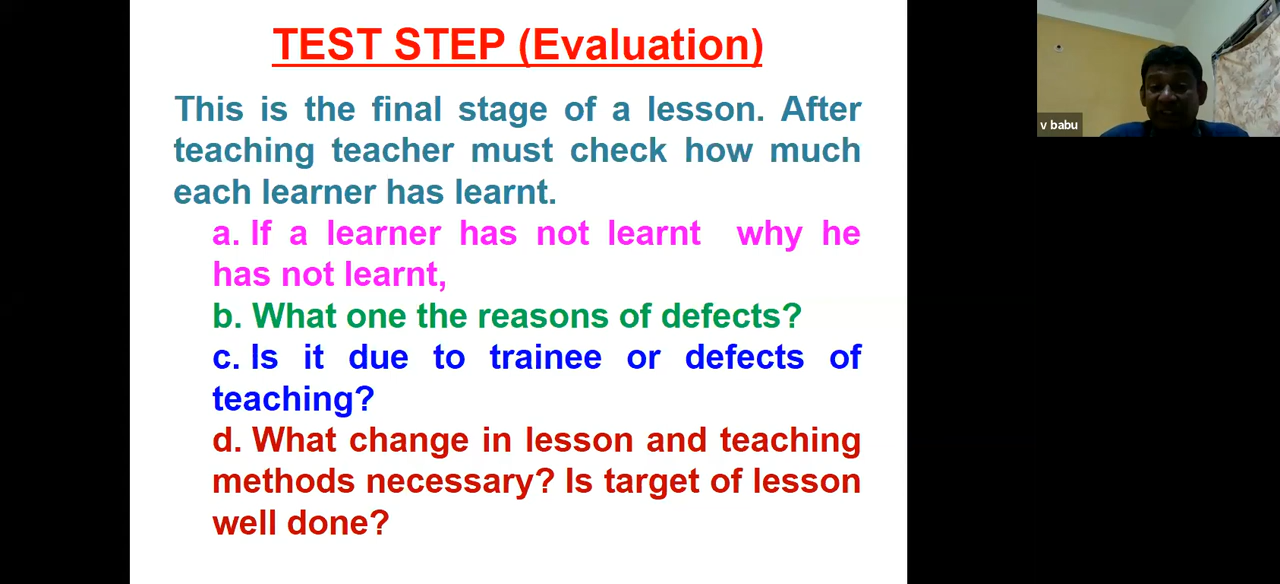 TEST STEP (Evaluation)
This is the final stage of a lesson. After
teaching teacher must check how much
each learner has learnt.
a. If a learner has not learnt why he
has not learnt,
b. What one the reasons of defects?
c. Is it due to trainee or defects of
teaching?
d. What change in lesson and teaching
methods necessary? Is target of lesson
well done?
v babu